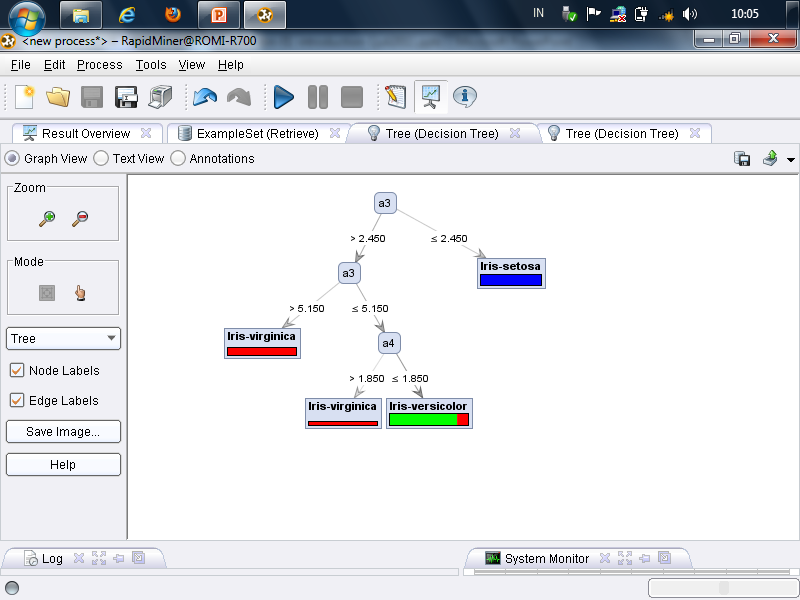 IN 10:05
<new process*> – RapidMiner@ROMI-R700
File Edit Process Tools View Help
Result Overview ExampleSet (Retrieve) Tree (Decision Tree) Tree (Decision Tree)
Graph View Text View Annotations
Zoom
Mode
Tree
Node Labels
Edge Labels
Save Image...
Help
a3
> 2.450 ≤ 2.450
a3 Iris-setosa
> 5.150 ≤ 5.150
Iris-virginica a4
> 1.850 ≤ 1.850
Iris-virginica Iris-versicolor
Log System Monitor